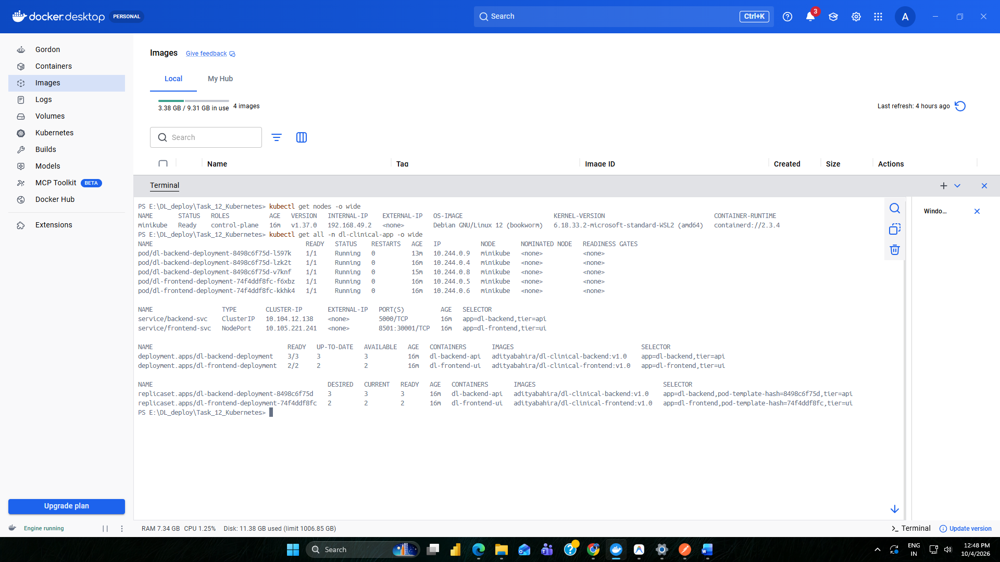 docker.desktop PERSONAL
Search Ctrl+K
3
A
Gordon
Containers
Images
Logs
Volumes
Kubernetes
Builds
Models
MCP Toolkit BETA
Docker Hub
Extensions
Images Give feedback
Local My Hub
3.38 GB / 9.31 GB in use 4 images
Last refresh: 4 hours ago
Search
Name Tag Image ID Created Size Actions
Terminal
Windo...
PS E:\DL_deploy\Task_12_Kubernetes> kubectl get nodes -o wide
NAME STATUS ROLES AGE VERSION INTERNAL-IP EXTERNAL-IP OS-IMAGE KERNEL-VERSION CONTAINER-RUNTIME
minikube Ready control-plane 16m v1.37.0 192.168.49.2 <none> Debian GNU/Linux 12 (bookworm) 6.18.33.2-microsoft-standard-WSL2 (amd64) containerd://2.3.4
PS E:\DL_deploy\Task_12_Kubernetes> kubectl get all -n dl-clinical-app -o wide
NAME READY STATUS RESTARTS AGE IP NODE NOMINATED NODE READINESS GATES
pod/dl-backend-deployment-8498c6f75d-l597k 1/1 Running 0 13m 10.244.0.9 minikube <none> <none>
pod/dl-backend-deployment-8498c6f75d-lzk2t 1/1 Running 0 16m 10.244.0.4 minikube <none> <none>
pod/dl-backend-deployment-8498c6f75d-v7knf 1/1 Running 0 15m 10.244.0.8 minikube <none> <none>
pod/dl-frontend-deployment-74f4ddf8fc-f6xbz 1/1 Running 0 16m 10.244.0.5 minikube <none> <none>
pod/dl-frontend-deployment-74f4ddf8fc-kkhk4 1/1 Running 0 16m 10.244.0.6 minikube <none> <none>
NAME TYPE CLUSTER-IP EXTERNAL-IP PORT(S) AGE SELECTOR
service/backend-svc ClusterIP 10.104.12.138 <none> 5000/TCP 16m app=dl-backend,tier=api
service/frontend-svc NodePort 10.105.221.241 <none> 8501:30001/TCP 16m app=dl-frontend,tier=ui
NAME READY UP-TO-DATE AVAILABLE AGE CONTAINERS IMAGES SELECTOR
deployment.apps/dl-backend-deployment 3/3 3 3 16m dl-backend-api adityabahira/dl-clinical-backend:v1.0 app=dl-backend,tier=api
deployment.apps/dl-frontend-deployment 2/2 2 2 16m dl-frontend-ui adityabahira/dl-clinical-frontend:v1.0 app=dl-frontend,tier=ui
NAME DESIRED CURRENT READY AGE CONTAINERS IMAGES SELECTOR
replicaset.apps/dl-backend-deployment-8498c6f75d 3 3 3 16m dl-backend-api adityabahira/dl-clinical-backend:v1.0 app=dl-backend,pod-template-hash=8498c6f75d,tier=api
replicaset.apps/dl-frontend-deployment-74f4ddf8fc 2 2 2 16m dl-frontend-ui adityabahira/dl-clinical-frontend:v1.0 app=dl-frontend,pod-template-hash=74f4ddf8fc,tier=ui
PS E:\DL_deploy\Task_12_Kubernetes>
Upgrade plan
Engine running
RAM 7.34 GB CPU 1.25% Disk: 11.38 GB used (limit 1006.85 GB)
Terminal Update version
Search
ENG
IN
12:48 PM
10/4/2026